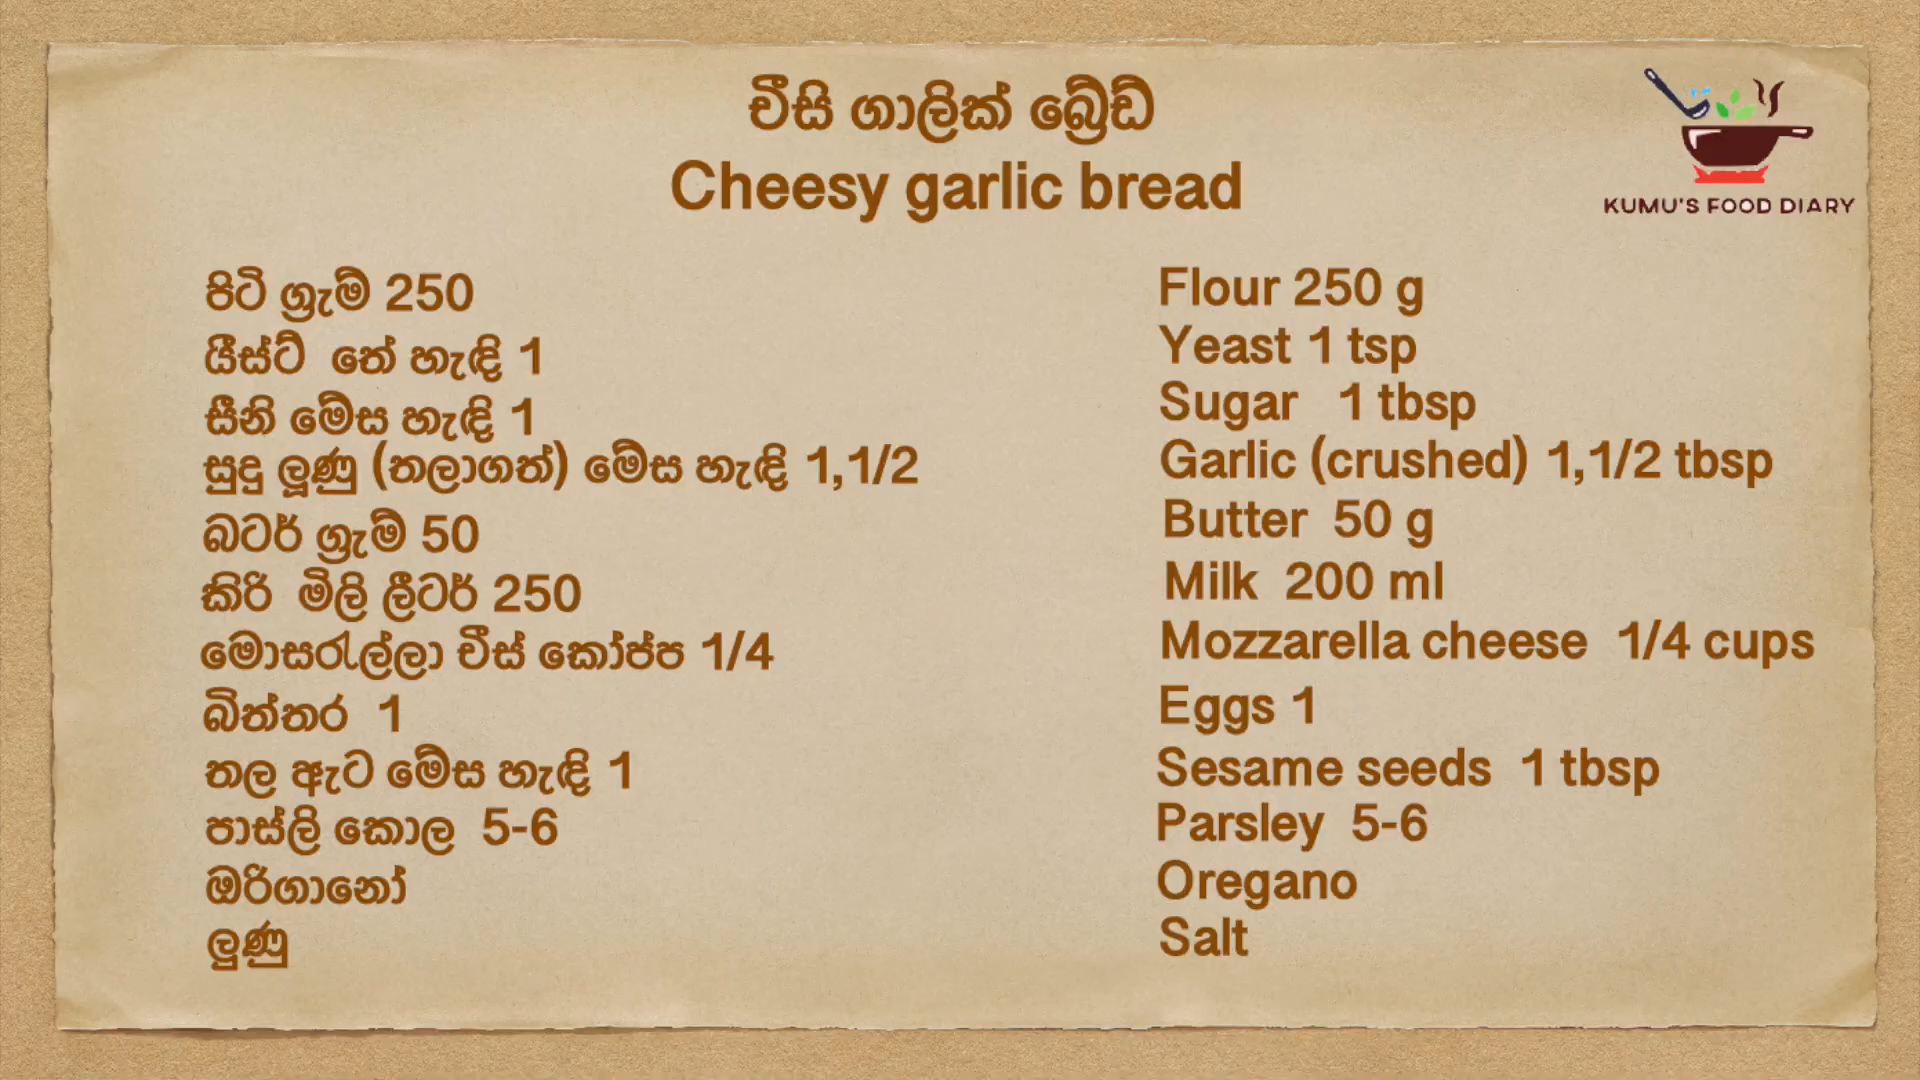 චීසි ගාලික් බ්‍රේඩ්
Cheesy garlic bread
KUMU'S FOOD DIARY
පිටි ග්‍රැම් 250
යීස්ට් තේ හැඳි 1
සීනි මේස හැඳි 1
සුදු ලූණු (තලාගත්) මේස හැඳි 1,1/2
බටර් ග්‍රැම් 50
කිරි මිලි ලීටර් 250
මොසරැල්ලා චීස් කෝප්ප 1/4
බිත්තර 1
තල ඇට මේස හැඳි 1
පාස්ලි කොල 5-6
ඔරිගානෝ
ලුණු
Flour 250 g
Yeast 1 tsp
Sugar 1 tbsp
Garlic (crushed) 1,1/2 tbsp
Butter 50 g
Milk 200 ml
Mozzarella cheese 1/4 cups
Eggs 1
Sesame seeds 1 tbsp
Parsley 5-6
Oregano
Salt